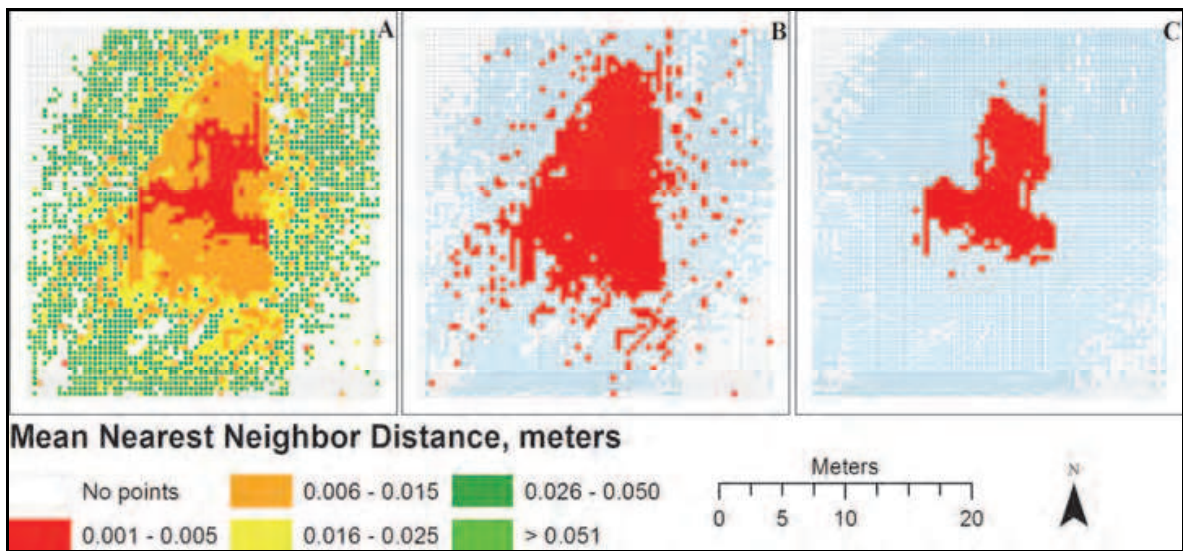 A
B
C
Mean Nearest Neighbor Distance, meters
No points
0.006 - 0.015
0.026 - 0.050
0.001 - 0.005
0.016 - 0.025
> 0.051
Meters
0 5 10 20
N